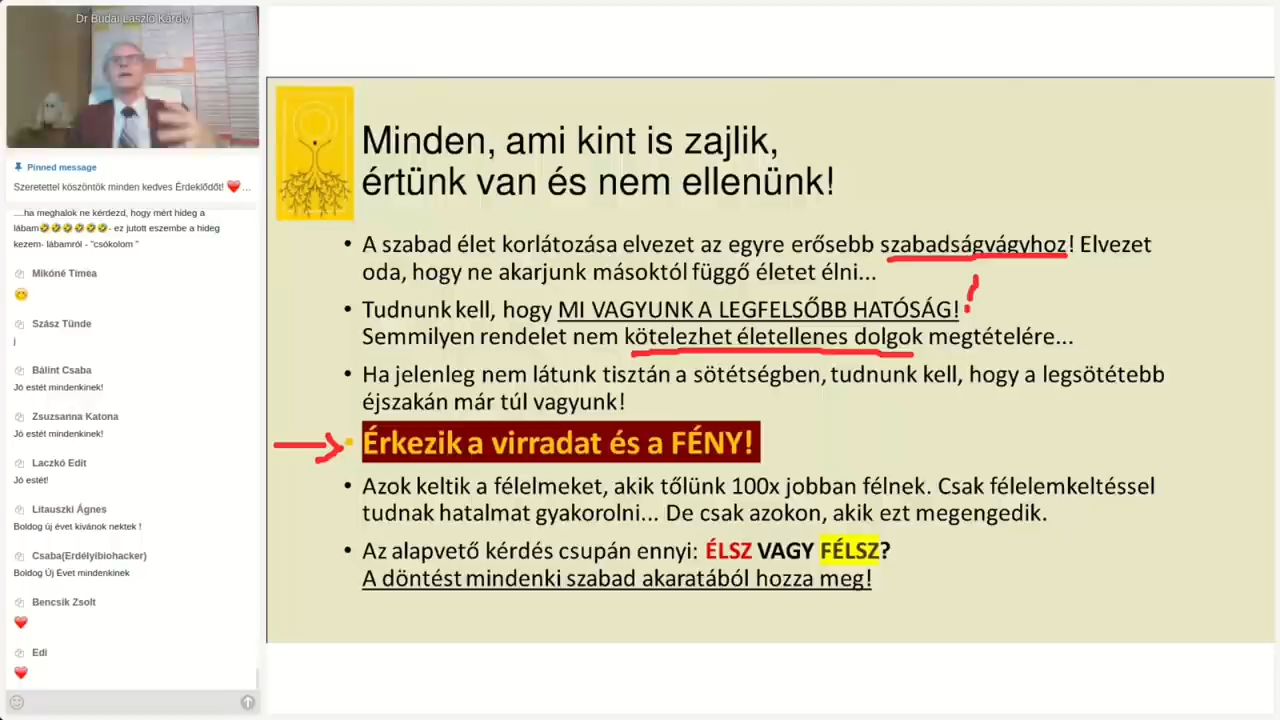 Dr Budai László Károly
Pinned message
Szeretettel köszöntök minden kedves Érdeklődőt! ❤️ ...
....ha meghalok ne kérdezd, hogy mért hideg a
lábam🤣🤣🤣🤣🤣🤣- ez jutott eszembe a hideg
kezem- lábamról - "csókolom "
Mikóné Tímea
😁
Szász Tünde
j
Bálint Csaba
Jó estét mindenkinek!
Zsuzsanna Katona
Jó estét mindenkinek!
Laczkó Edit
Jó estét!
Litauszki Ágnes
Boldog új évet kivánok nektek !
Csaba(Erdélyibiohacker)
Boldog Új Évet mindenkinek
Bencsik Zsolt
❤️
Edi
❤️
Minden, ami kint is zajlik,
értünk van és nem ellenünk!
• A szabad élet korlátozása elvezet az egyre erősebb szabadságvágyhoz! Elvezet
oda, hogy ne akarjunk másoktól függő életet élni...
• Tudnunk kell, hogy MI VAGYUNK A LEGFELSŐBB HATÓSÁG! !
Semmilyen rendelet nem kötelezhet életellenes dolgok megtételére...
• Ha jelenleg nem látunk tisztán a sötétségben, tudnunk kell, hogy a legsötétebb
éjszakán már túl vagyunk!
• Érkezik a virradat és a FÉNY!
• Azok keltik a félelmeket, akik tőlünk 100x jobban félnek. Csak félelemkeltéssel
tudnak hatalmat gyakorolni... De csak azokon, akik ezt megengedik.
• Az alapvető kérdés csupán ennyi: ÉLSZ VAGY FÉLSZ?
A döntést mindenki szabad akaratából hozza meg!